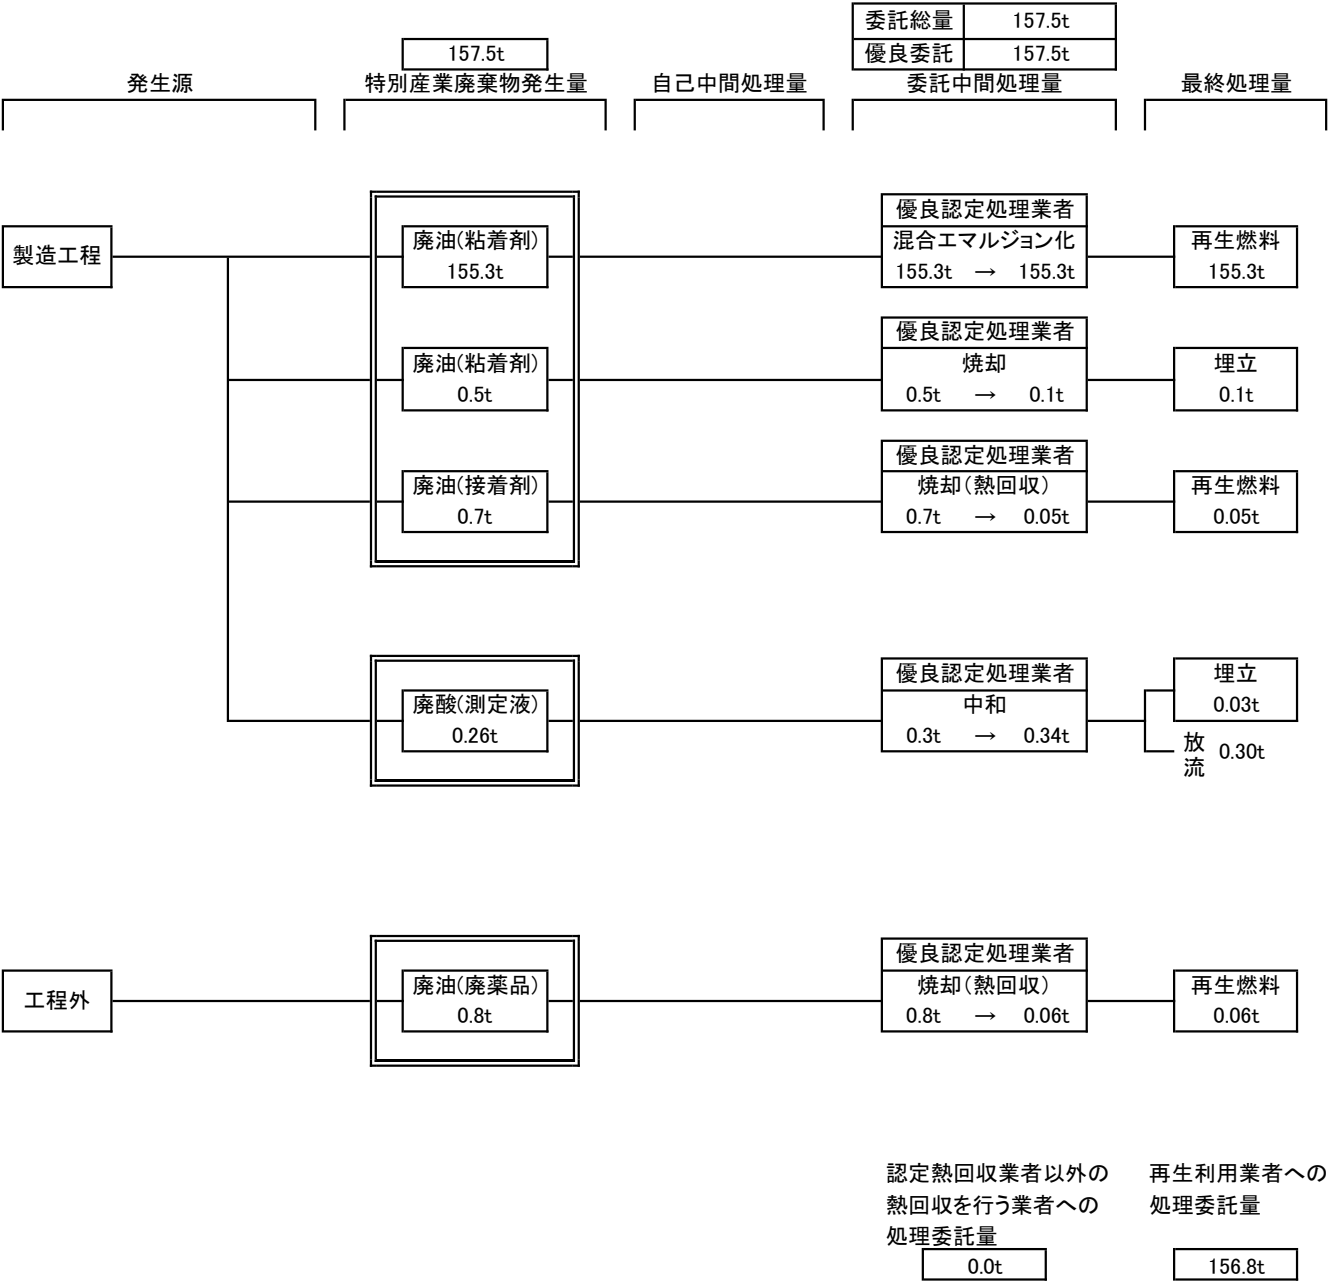 委託総量 157.5t
157.5t 優良委託 157.5t
発生源 特別産業廃棄物発生量 自己中間処理量 委託中間処理量 最終処理量
優良認定処理業者
製造工程 廃油(粘着剤) 混合エマルジョン化 再生燃料
155.3t 155.3t → 155.3t 155.3t
優良認定処理業者
廃油(粘着剤) 焼却 埋立
0.5t 0.5t → 0.1t 0.1t
優良認定処理業者
廃油(接着剤) 焼却(熱回収) 再生燃料
0.7t 0.7t → 0.05t 0.05t
優良認定処理業者 埋立
廃酸(測定液) 中和 0.03t
0.26t 0.3t → 0.34t 放流 0.30t
優良認定処理業者
工程外 廃油(廃薬品) 焼却(熱回収) 再生燃料
0.8t 0.8t → 0.06t 0.06t
認定熱回収業者以外の 再生利用業者への
熱回収を行う業者への 処理委託量
処理委託量
0.0t 156.8t